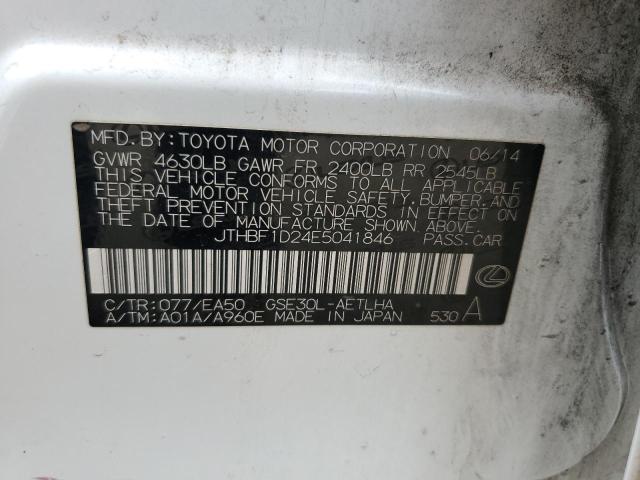 MFD.BY:TOYOTA MOTOR CORPORATION 06/14
GVWR 4630LB GAWR FR 2400LB RR 2545LB
THIS VEHICLE CONFORMS TO ALL APPLICABLE
FEDERAL MOTOR VEHICLE SAFETY,BUMPER,AND
THEFT PREVENTION STANDARDS IN EFFECT ON
THE DATE OF MANUFACTURE SHOWN ABOVE.
JTHBF1D24E5041846 PASS.CAR
C/TR:077/EA50 GSE30L-AETLHA
A/TM:A01A/A960E MADE IN JAPAN 530 A